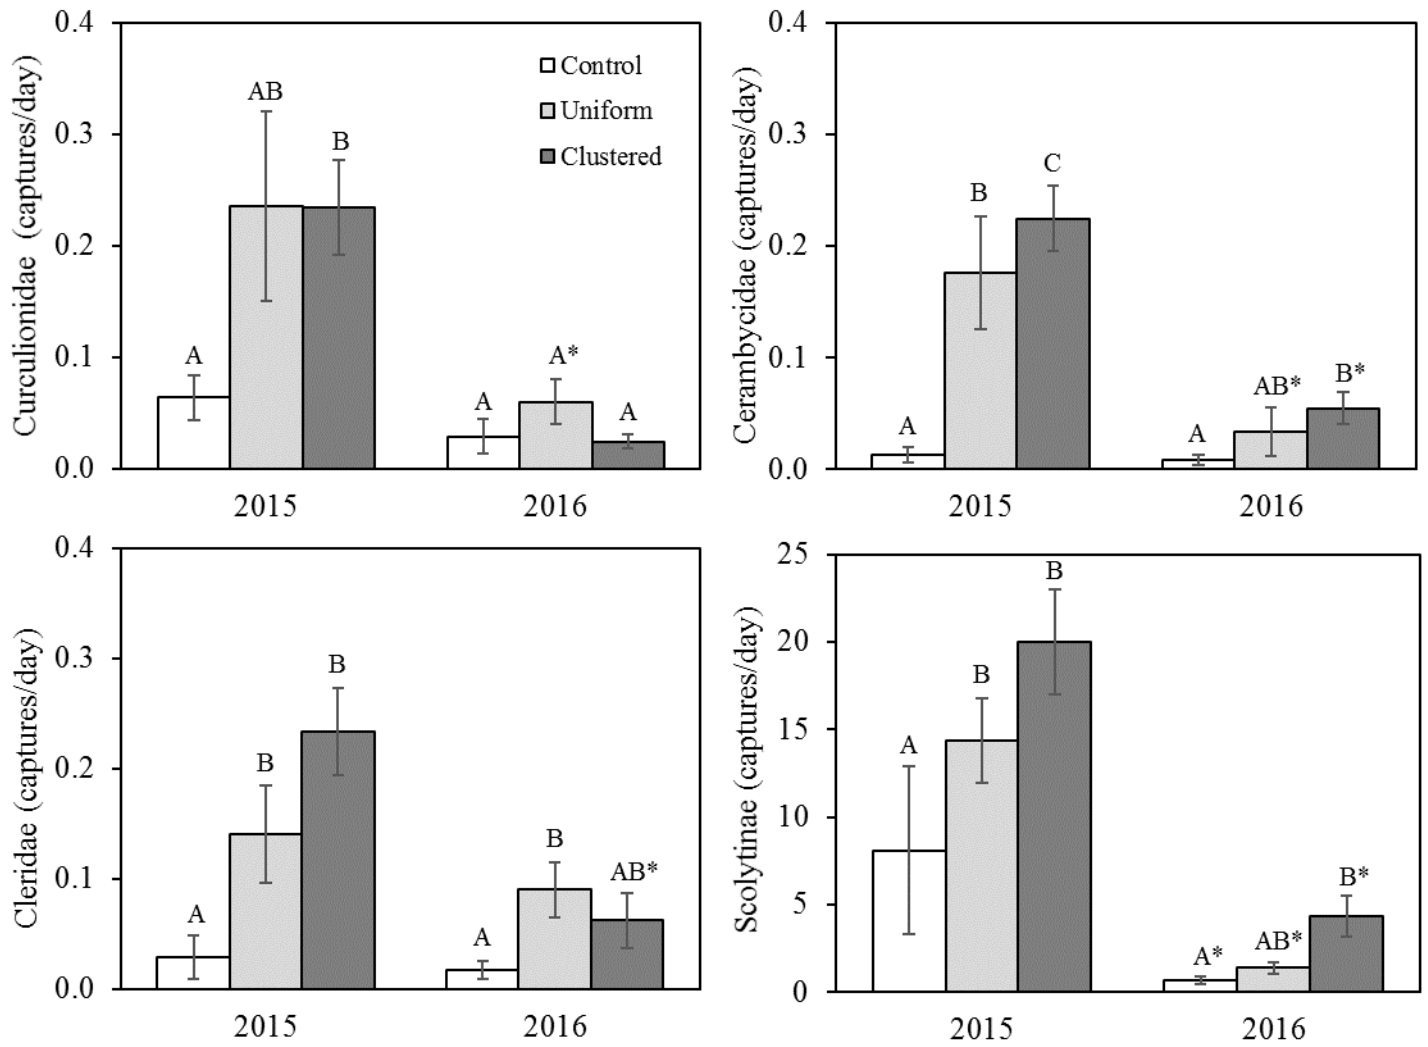 Curculionidae (captures/day)
0.4
0.3
0.2
0.1
0.0
Control
Uniform
Clustered
A
AB
B
A
A*
A
2015
2016
Cerambycidae (captures/day)
0.4
0.3
0.2
0.1
0.0
A
B
C
A
AB*
B*
2015
2016
Cleridae (captures/day)
0.4
0.3
0.2
0.1
0.0
A
B
B
A
B
AB*
2015
2016
Scolytinae (captures/day)
25
20
15
10
5
0
A
B
B
A*
AB*
B*
2015
2016